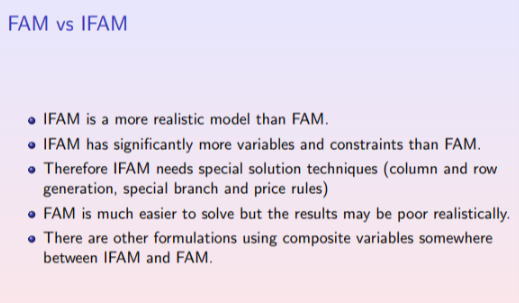 FAM vs IFAM
IFAM is a more realistic model than FAM.
IFAM has significantly more variables and constraints than FAM.
Therefore IFAM needs special solution techniques (column and row
generation, special branch and price rules)
FAM is much easier to solve but the results may be poor realistically.
There are other formulations using composite variables somewhere
between IFAM and FAM.